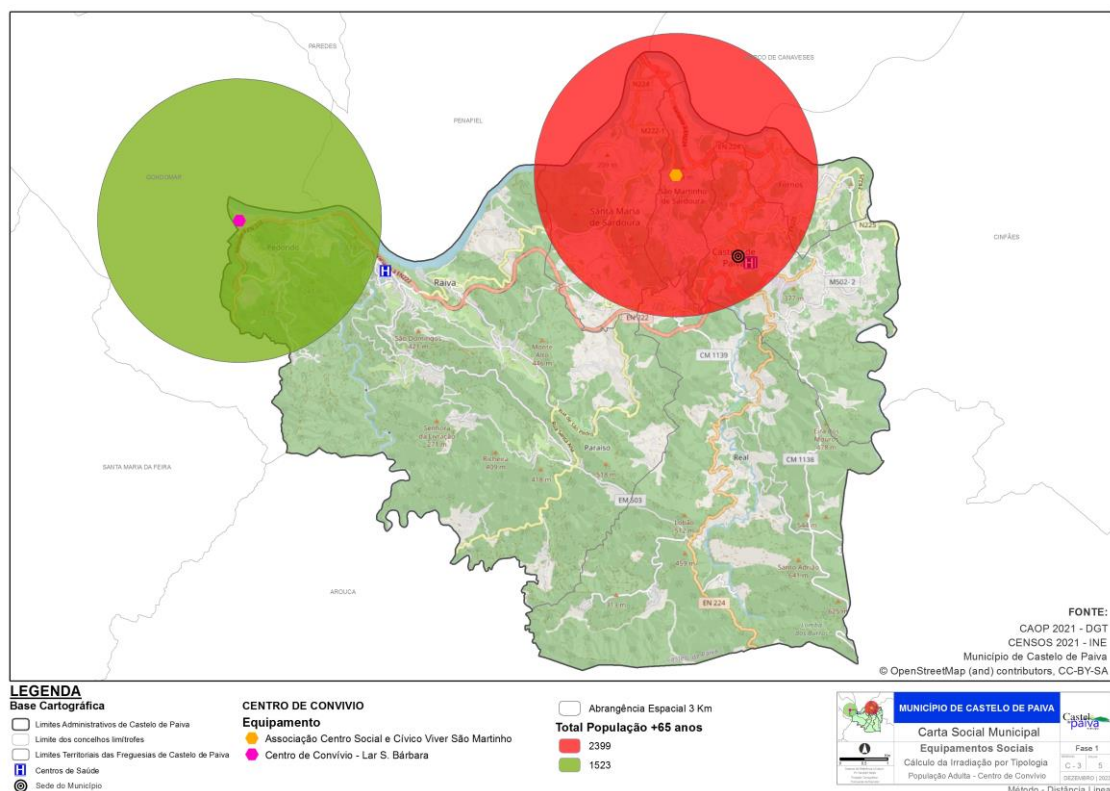 PAREDES
MARCO DE CANAVESES
PENAFIEL
GONDOMAR
N224
São Martinho
de Sardoura
Santa Maria
de Sardoura
Fornos
N225
CINFÃES
Castelo de
Paiva
Pedorido
Raiva
M502-2
EN 222
São Domingos
Monte
CM 1139
SANTA MARIA DA FEIRA
Paraíso
Real
CM 1138
EM 503
Santo Adrião
EN 224
AROUCA
FONTE:
CAOP 2021 - DGT
CENSOS 2021 - INE
Município de Castelo de Paiva
© OpenStreetMap (and) contributors, CC-BY-SA
LEGENDA
Base Cartográfica
Limites Administrativos de Castelo de Paiva
Limite dos concelhos limítrofes
Limites Territoriais das Freguesias de Castelo de Paiva
H Centros de Saúde
Sede do Município
CENTRO DE CONVIVIO
Equipamento
Associação Centro Social e Cívico Viver São Martinho
Centro de Convívio - Lar S. Bárbara
Abrangência Espacial 3 Km
Total População +65 anos
2399
1523
MUNICÍPIO DE CASTELO DE PAIVA
Carta Social Municipal
Equipamentos Sociais
Cálculo da Irradiação por Tipologia
População Adulta - Centro de Convívio
Fase 1
C - 3
5
Método - Distância Linear